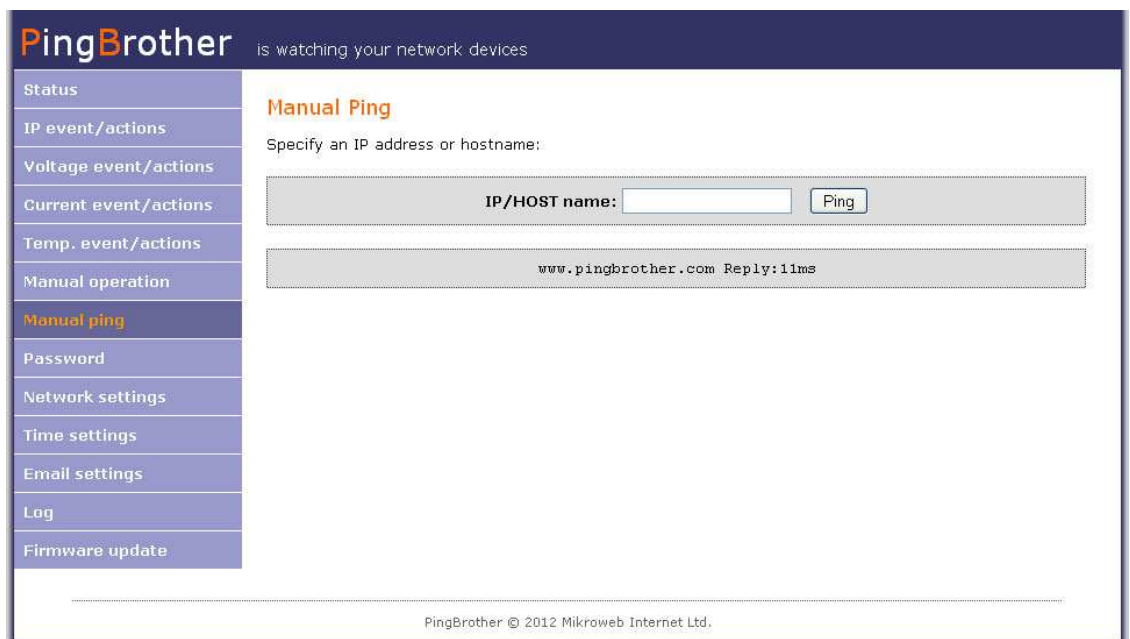 PingBrother is watching your network devices
Status
IP event/actions
Voltage event/actions
Current event/actions
Temp. event/actions
Manual operation
Manual ping
Password
Network settings
Time settings
Email settings
Log
Firmware update
Manual Ping
Specify an IP address or hostname:
IP/HOST name: Ping
www.pingbrother.com Reply:11ms
PingBrother © 2012 Mikroweb Internet Ltd.